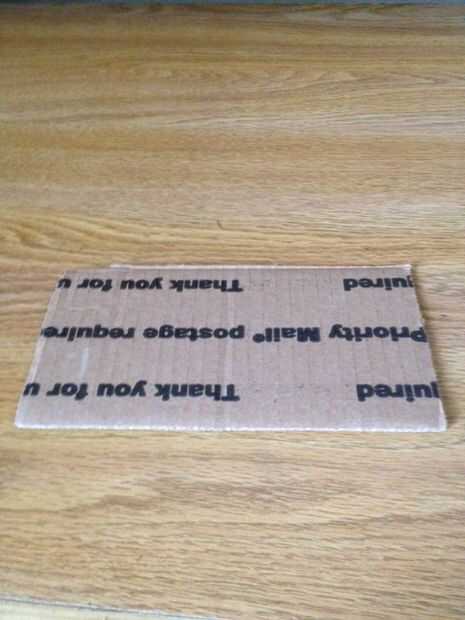 quired Thank you for u
Priority Mail® postage require
quired Thank you for u